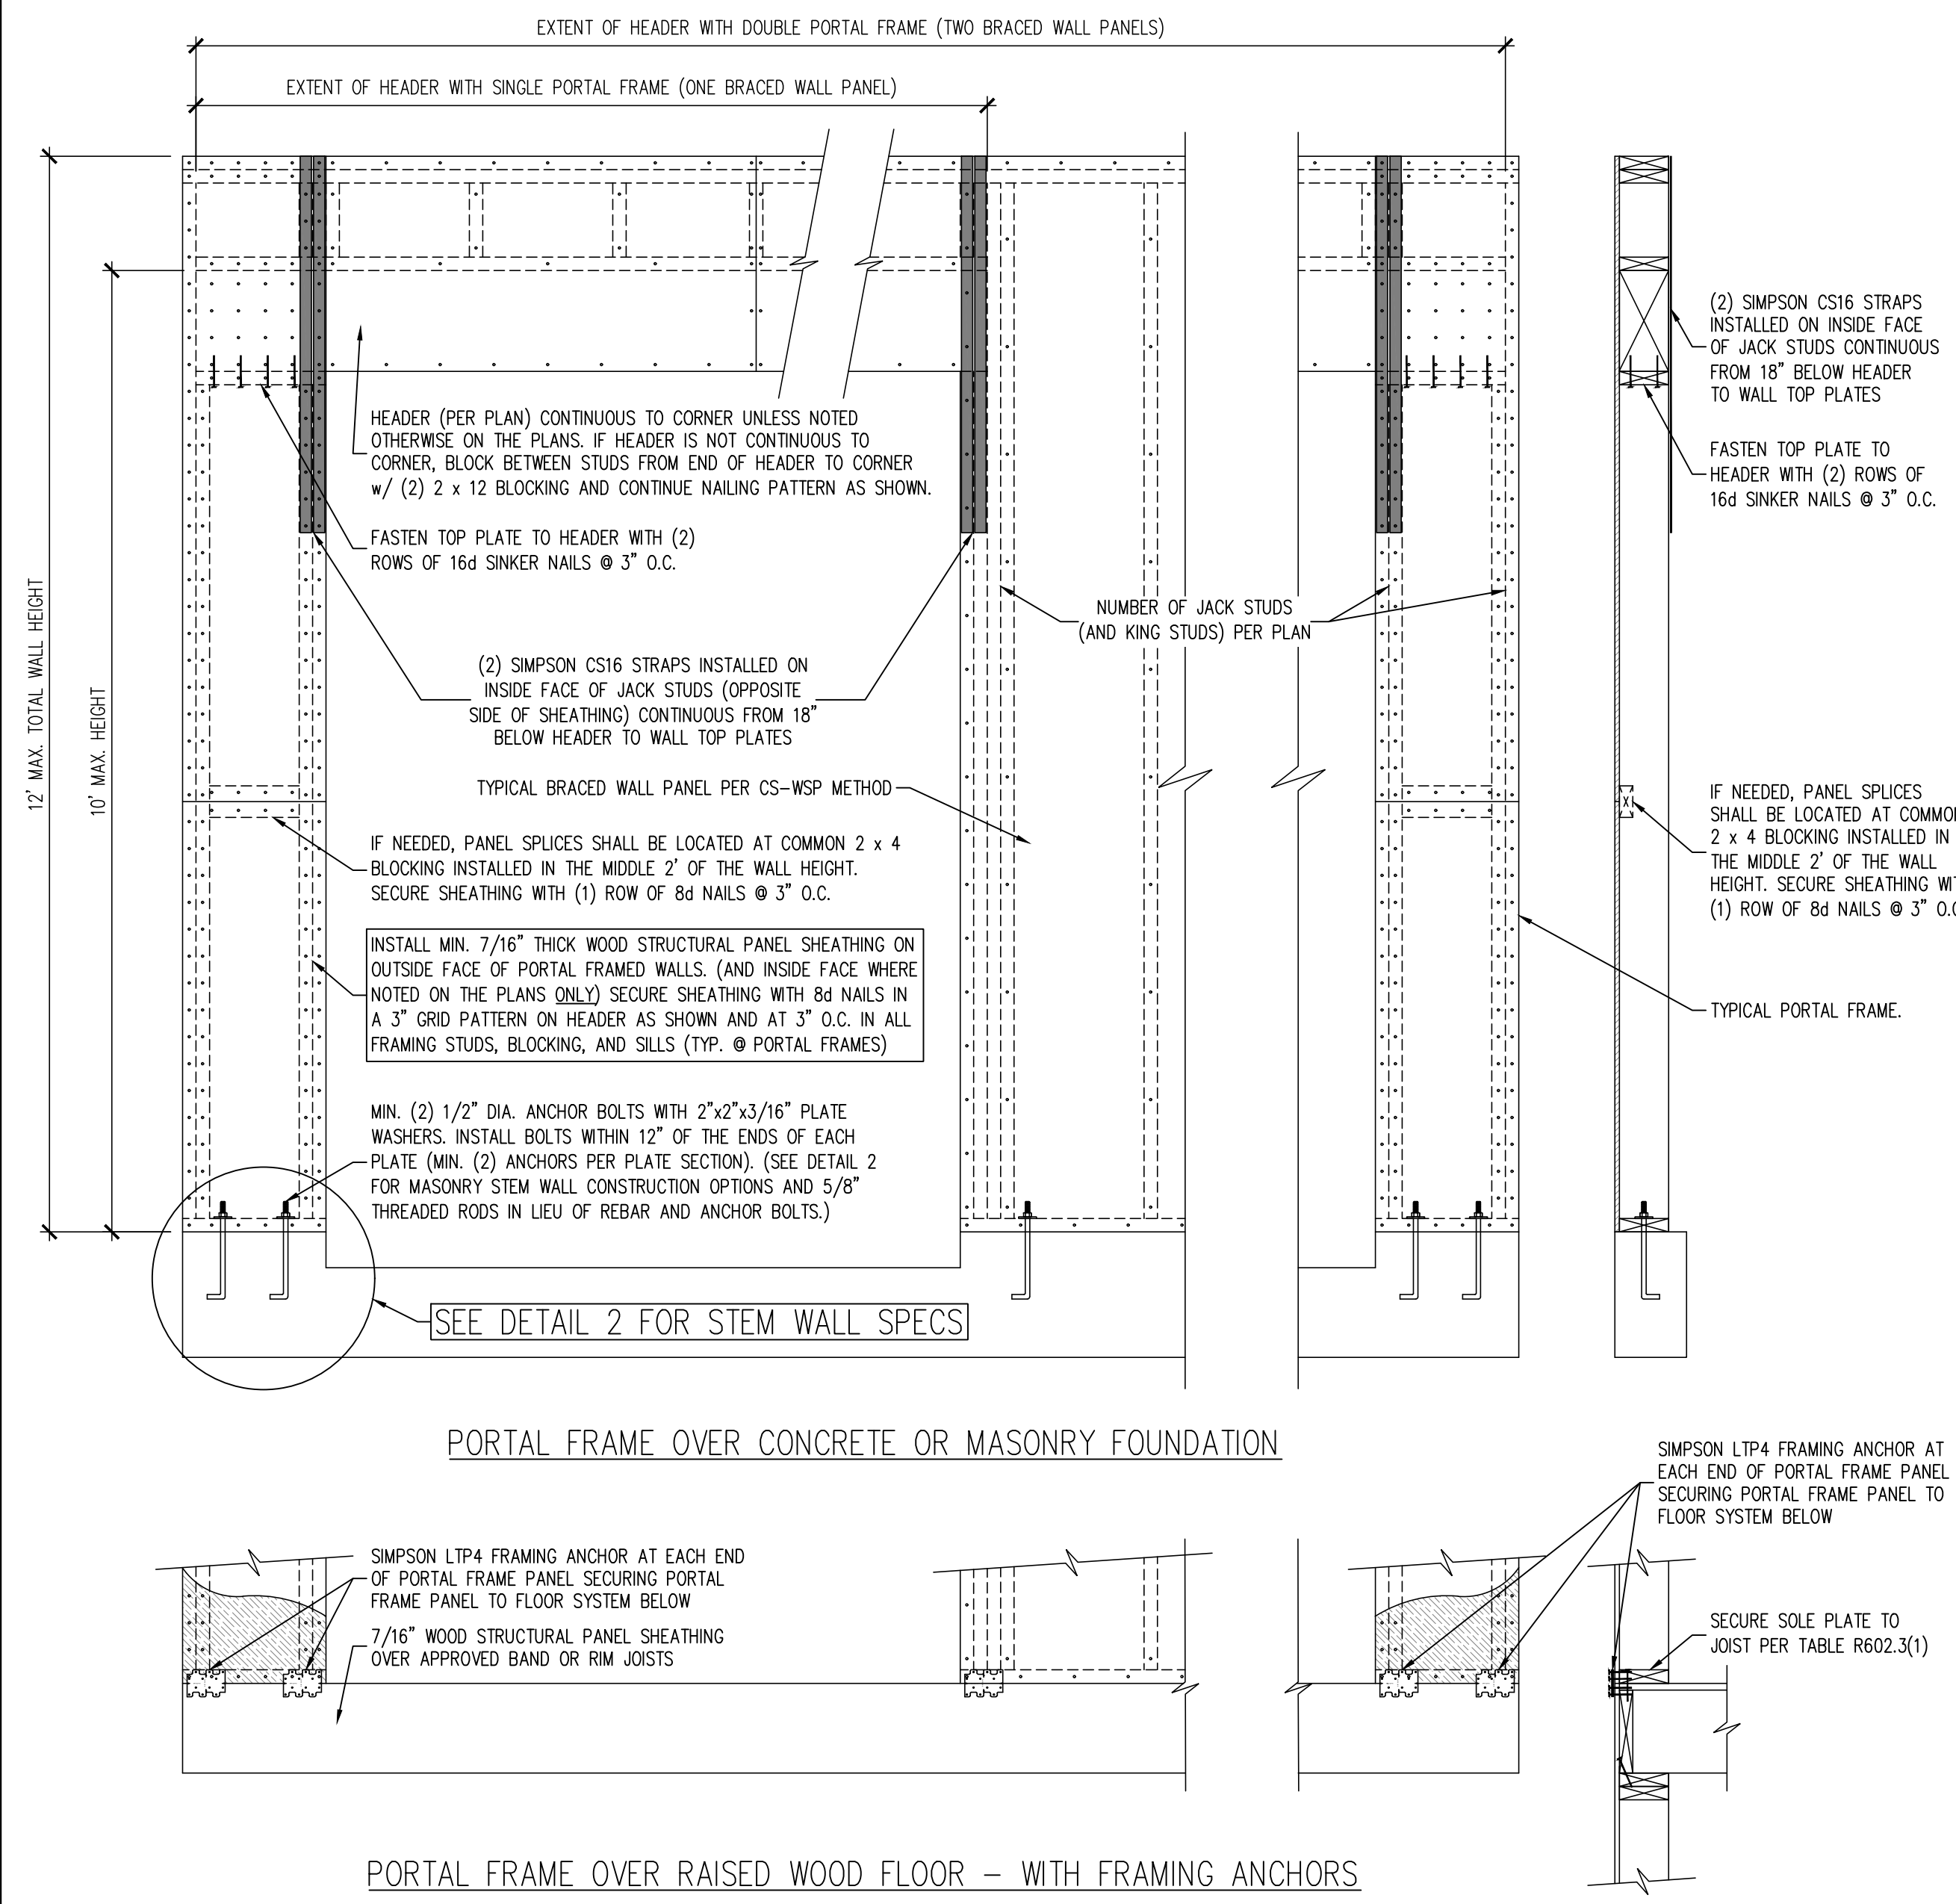 EXTENT OF HEADER WITH DOUBLE PORTAL FRAME (TWO BRACED WALL PANELS)
EXTENT OF HEADER WITH SINGLE PORTAL FRAME (ONE BRACED WALL PANEL)
12' MAX. TOTAL WALL HEIGHT
10' MAX. HEIGHT
HEADER (PER PLAN) CONTINUOUS TO CORNER UNLESS NOTED
OTHERWISE ON THE PLANS. IF HEADER IS NOT CONTINUOUS TO
CORNER, BLOCK BETWEEN STUDS FROM END OF HEADER TO CORNER
w/ (2) 2 x 12 BLOCKING AND CONTINUE NAILING PATTERN AS SHOWN.
FASTEN TOP PLATE TO HEADER WITH (2)
ROWS OF 16d SINKER NAILS @ 3" O.C.
NUMBER OF JACK STUDS
(AND KING STUDS) PER PLAN
(2) SIMPSON CS16 STRAPS INSTALLED ON
INSIDE FACE OF JACK STUDS (OPPOSITE
SIDE OF SHEATHING) CONTINUOUS FROM 18"
BELOW HEADER TO WALL TOP PLATES
TYPICAL BRACED WALL PANEL PER CS-WSP METHOD
IF NEEDED, PANEL SPLICES SHALL BE LOCATED AT COMMON 2 x 4
BLOCKING INSTALLED IN THE MIDDLE 2' OF THE WALL HEIGHT.
SECURE SHEATHING WITH (1) ROW OF 8d NAILS @ 3" O.C.
INSTALL MIN. 7/16" THICK WOOD STRUCTURAL PANEL SHEATHING ON
OUTSIDE FACE OF PORTAL FRAMED WALLS. (AND INSIDE FACE WHERE
NOTED ON THE PLANS ONLY) SECURE SHEATHING WITH 8d NAILS IN
A 3" GRID PATTERN ON HEADER AS SHOWN AND AT 3" O.C. IN ALL
FRAMING STUDS, BLOCKING, AND SILLS (TYP. @ PORTAL FRAMES)
MIN. (2) 1/2" DIA. ANCHOR BOLTS WITH 2"x2"x3/16" PLATE
WASHERS. INSTALL BOLTS WITHIN 12" OF THE ENDS OF EACH
PLATE (MIN. (2) ANCHORS PER PLATE SECTION). (SEE DETAIL 2
FOR MASONRY STEM WALL CONSTRUCTION OPTIONS AND 5/8"
THREADED RODS IN LIEU OF REBAR AND ANCHOR BOLTS.)
SEE DETAIL 2 FOR STEM WALL SPECS
(2) SIMPSON CS16 STRAPS
INSTALLED ON INSIDE FACE
OF JACK STUDS CONTINUOUS
FROM 18" BELOW HEADER
TO WALL TOP PLATES
FASTEN TOP PLATE TO
HEADER WITH (2) ROWS OF
16d SINKER NAILS @ 3" O.C.
IF NEEDED, PANEL SPLICES
SHALL BE LOCATED AT COMMO
2 x 4 BLOCKING INSTALLED IN
THE MIDDLE 2' OF THE WALL
HEIGHT. SECURE SHEATHING WI
(1) ROW OF 8d NAILS @ 3" O.
TYPICAL PORTAL FRAME.
PORTAL FRAME OVER CONCRETE OR MASONRY FOUNDATION
SIMPSON LTP4 FRAMING ANCHOR AT
EACH END OF PORTAL FRAME PANEL
SECURING PORTAL FRAME PANEL TO
FLOOR SYSTEM BELOW
SIMPSON LTP4 FRAMING ANCHOR AT EACH END
OF PORTAL FRAME PANEL SECURING PORTAL
FRAME PANEL TO FLOOR SYSTEM BELOW
7/16" WOOD STRUCTURAL PANEL SHEATHING
OVER APPROVED BAND OR RIM JOISTS
SECURE SOLE PLATE TO
JOIST PER TABLE R602.3(1)
PORTAL FRAME OVER RAISED WOOD FLOOR – WITH FRAMING ANCHORS